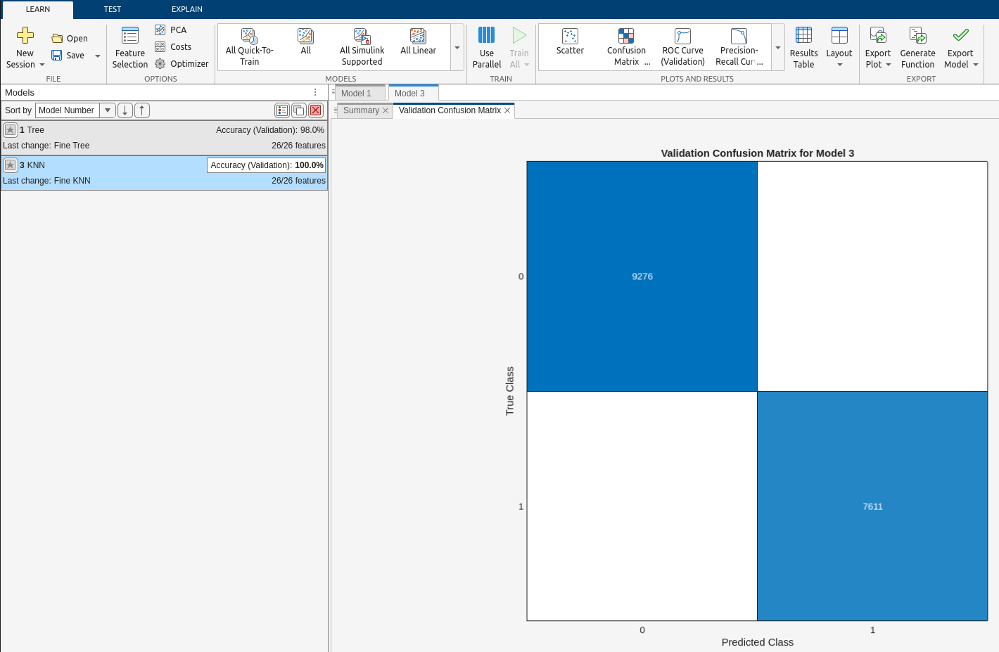 LEARN
TEST
EXPLAIN
New
Session
Open
Save
FILE
Feature
Selection
PCA
Costs
Optimizer
OPTIONS
All Quick-To-
Train
All
All Simulink
Supported
All Linear
MODELS
Use
Parallel
Train
All
TRAIN
Scatter
Confusion
Matrix ...
ROC Curve
(Validation)
Precision-
Recall Cur...
PLOTS AND RESULTS
Results
Table
Layout
Export
Plot
Generate
Function
Export
Model
EXPORT
Models
Sort by Model Number
1 Tree Accuracy (Validation): 98.0%
Last change: Fine Tree 26/26 features
3 KNN Accuracy (Validation): 100.0%
Last change: Fine KNN 26/26 features
Model 1
Model 3
Summary
Validation Confusion Matrix
Validation Confusion Matrix for Model 3
9276
0
True Class
1
7611
0
1
Predicted Class